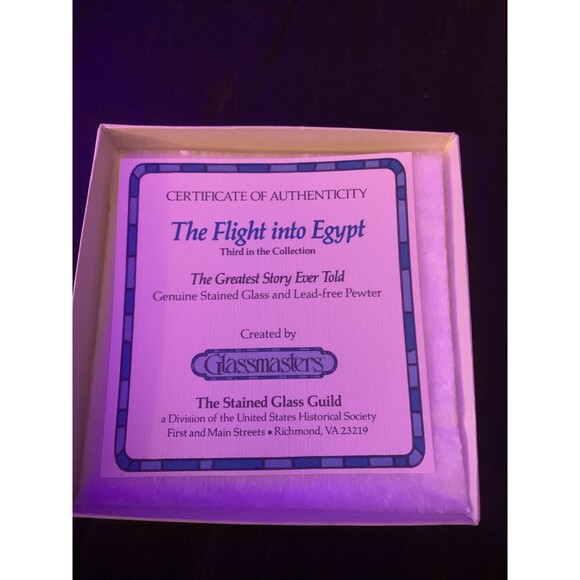 CERTIFICATE OF AUTHENTICITY
The Flight into Egypt
Third in the Collection
The Greatest Story Ever Told
Genuine Stained Glass and Lead-free Pewter
Created by
Glassmasters
The Stained Glass Guild
a Division of the United States Historical Society
First and Main Streets • Richmond, VA 23219